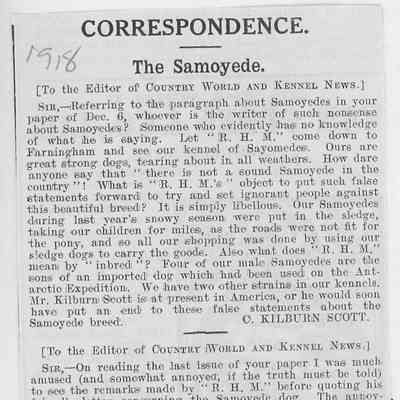 CORRESPONDENCE.
1918
The Samoyede.
[To the Editor of COUNTRY WORLD AND KENNEL NEWS.]
SIR,—Referring to the paragraph about Samoyedes in your
paper of Dec. 6, whoever is the writer of such nonsense
about Samoyedes? Someone who evidently has no knowledge
of what he is saying. Let " R. H. M." come down to
Farningham and see our kennel of Sayomedes. Ours are
great strong dogs, tearing about in all weathers. How dare
anyone say that " there is not a sound Samoyede in the
country "! What is " R. H. M.'s " object to put such false
statements forward to try and set ignorant people against
this beautiful breed? It is simply libellous. Our Samoyedes
during last year's snowy season were put in the sledge,
taking our children for miles, as the roads were not fit for
the pony, and so all our shopping was done by using our
sledge dogs to carry the goods. Also what does " R. H. M."
mean by " inbred "? Four of our male Samoyedes are the
sons of an imported dog which had been used on the Ant-
arctic Expedition. We have two other strains in our kennels.
Mr. Kilburn Scott is at present in America, or he would soon
have put an end to these false statements about the
Samoyede breed. C. KILBURN SCOTT.
[To the Editor of COUNTRY WORLD AND KENNEL NEWS.]
SIR,—On reading the last issue of your paper I was much
amused (and somewhat annoyed, if the truth must be told)
to see the remarks made by " R. H. M." before quoting his
Samoyede dog. The annoy-